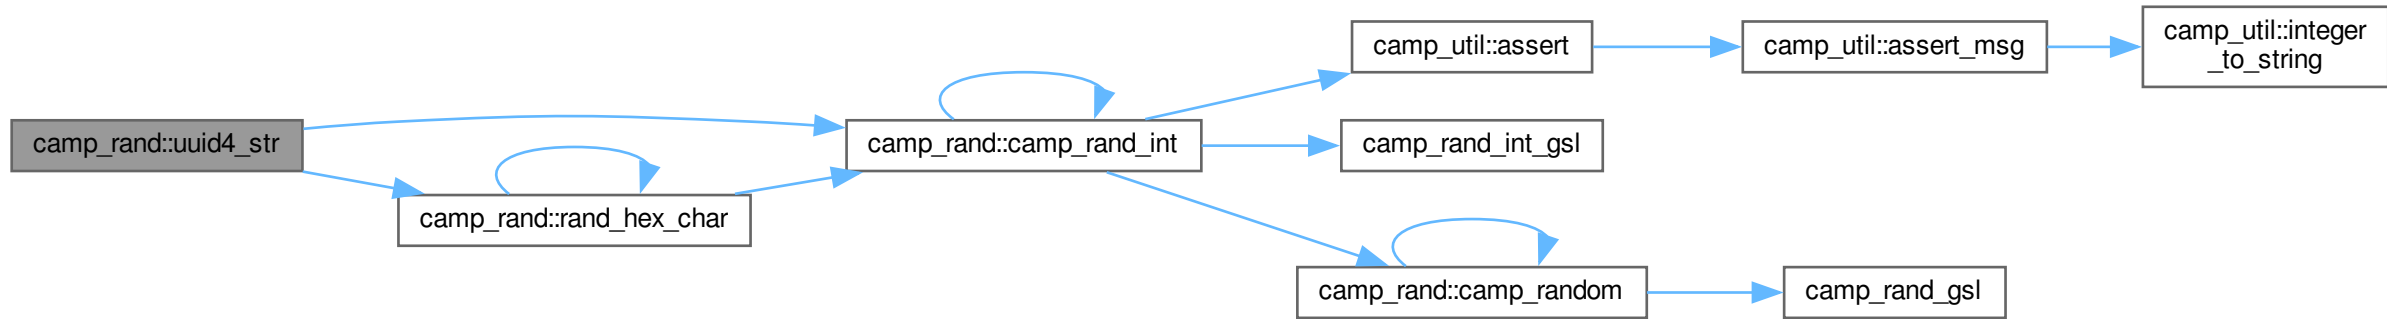 camp_rand::uuid4_str
camp_rand::rand_hex_char
camp_rand::camp_rand_int
camp_util::assert
camp_util::assert_msg
camp_util::integer
_to_string
camp_rand_int_gsl
camp_rand::camp_random
camp_rand_gsl